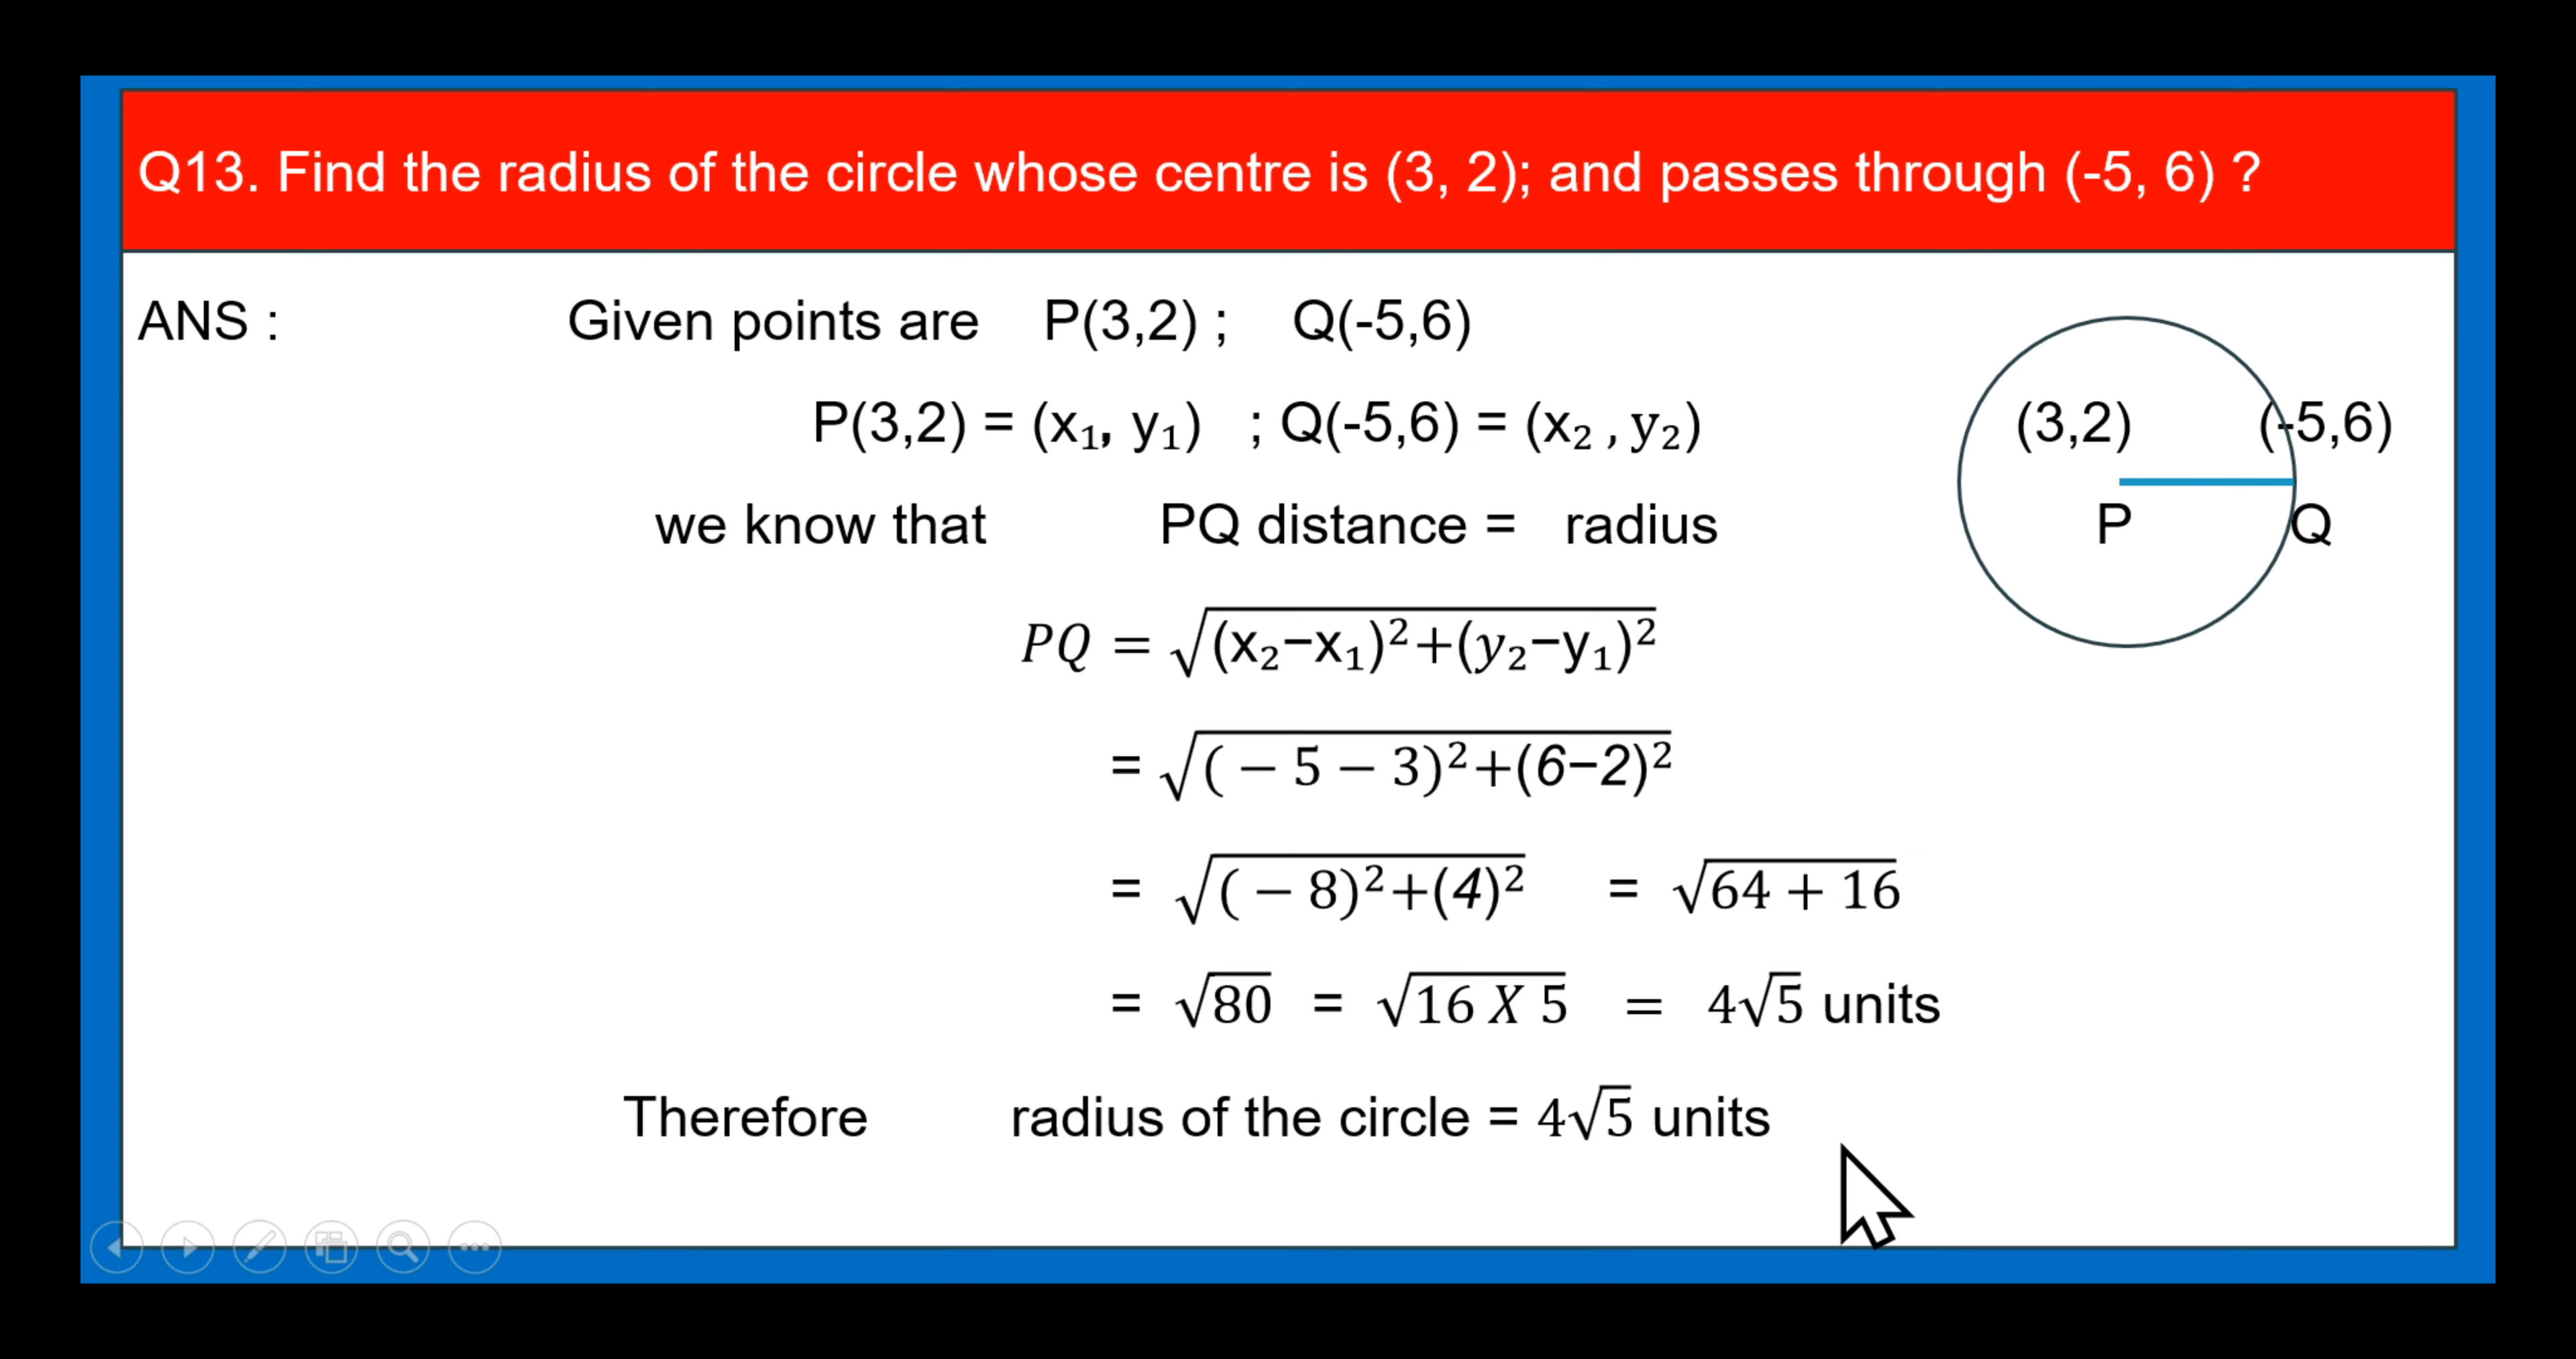 Q13. Find the radius of the circle whose centre is (3, 2); and passes through (-5, 6) ?
ANS : Given points are P(3,2) ; Q(-5,6)
P(3,2) = (x₁, y₁) ; Q(-5,6) = (x₂ , y₂)
(3,2) (-5,6)
we know that PQ distance = radius
P Q
PQ = √((x₂−x₁)²+(y₂−y₁)²)
= √((−5−3)²+(6−2)²)
= √((−8)²+(4)²) = √(64 + 16)
= √80 = √(16 X 5) = 4√5 units
Therefore radius of the circle = 4√5 units